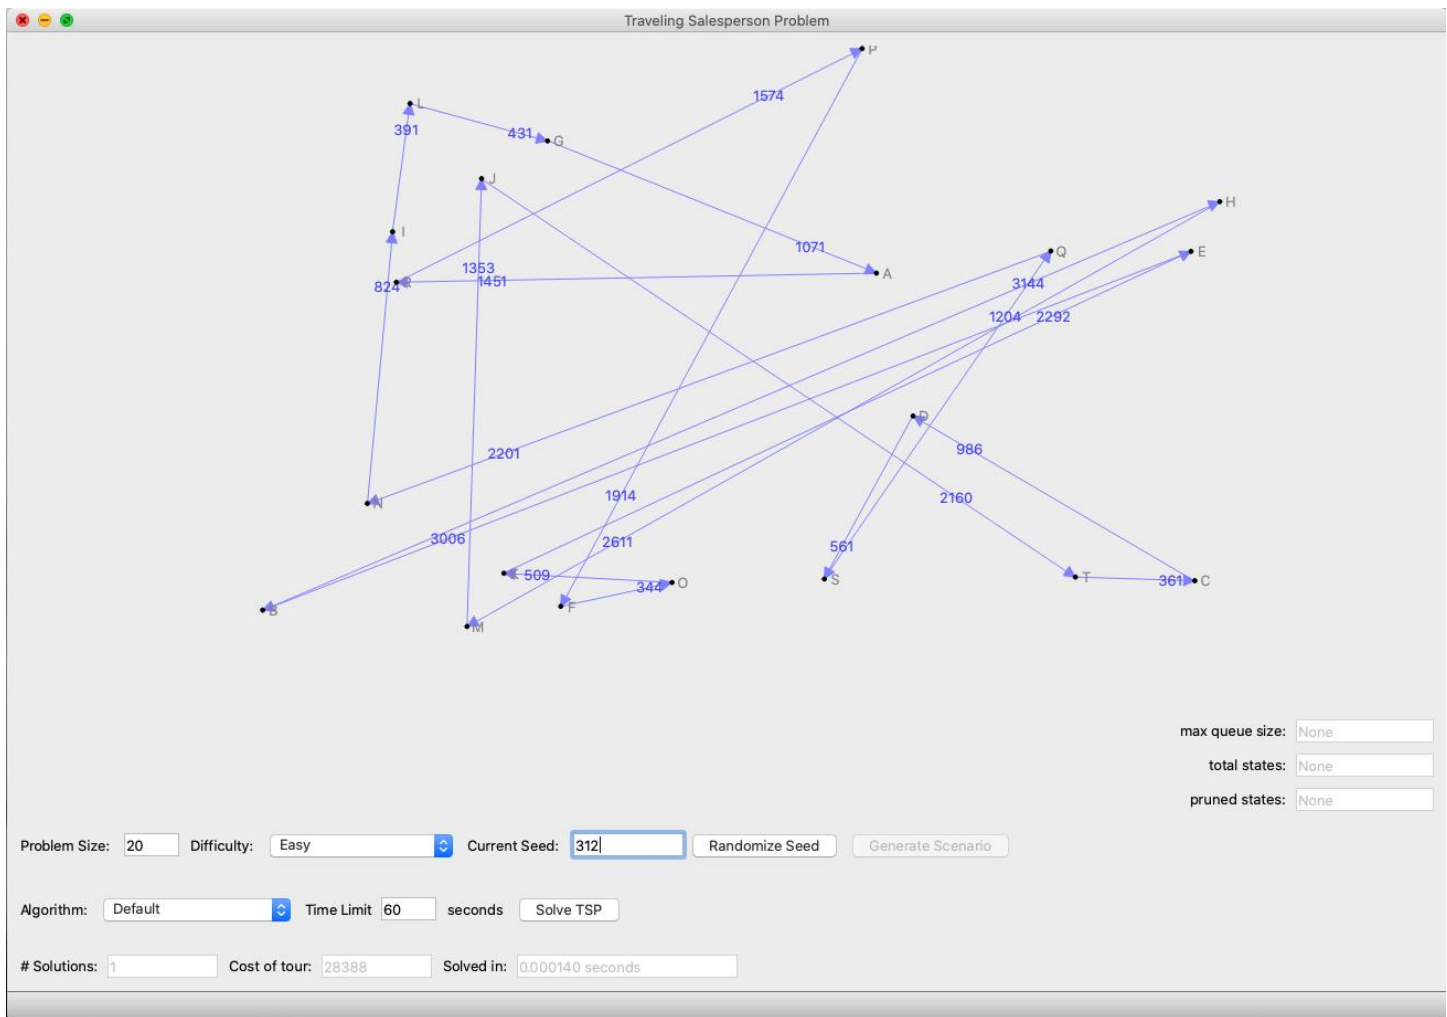 Traveling Salesperson Problem
P
1574
L
391
431
G
J
H
I
1071
Q
E
1353
A
824
1451
R
3144
1204
2292
D
986
2201
1914
2160
N
3006
2611
561
509
K
344
O
S
T
361
C
B
F
M
max queue size: None
total states: None
pruned states: None
Problem Size: 20 Difficulty: Easy Current Seed: 312 Randomize Seed Generate Scenario
Algorithm: Default Time Limit 60 seconds Solve TSP
# Solutions: 1 Cost of tour: 28388 Solved in: 0.000140 seconds